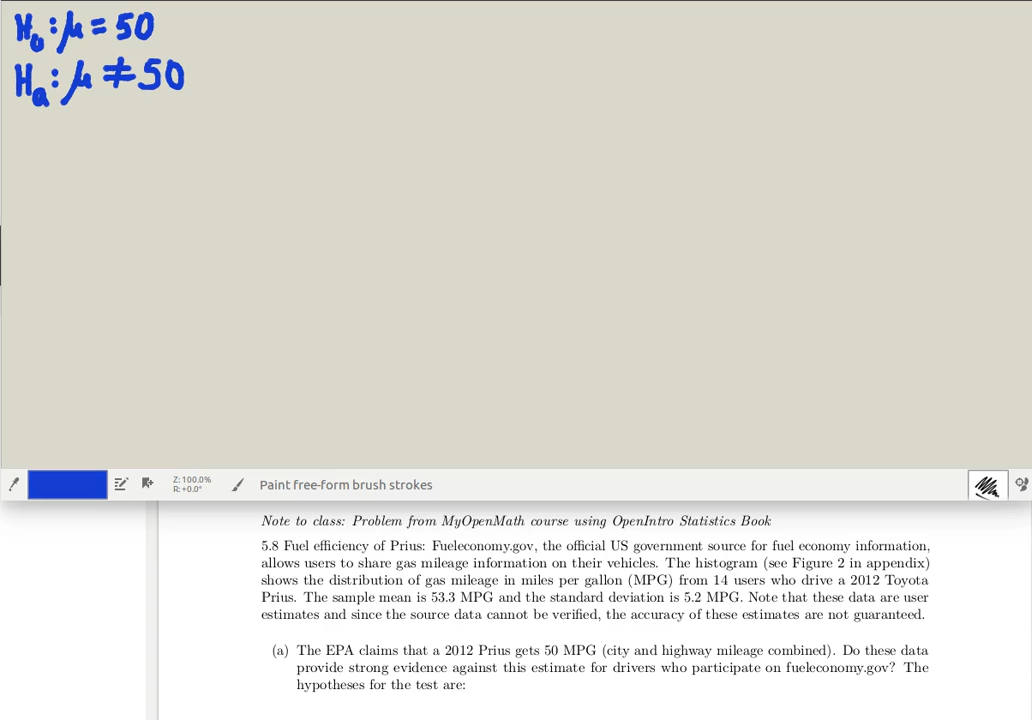 H₀ : μ = 50
Hₐ : μ ≠ 50
Z: 100.0%
R: +0.0°
Paint free-form brush strokes
Note to class: Problem from MyOpenMath course using OpenIntro Statistics Book
5.8 Fuel efficiency of Prius: Fueleconomy.gov, the official US government source for fuel economy information,
allows users to share gas mileage information on their vehicles. The histogram (see Figure 2 in appendix)
shows the distribution of gas mileage in miles per gallon (MPG) from 14 users who drive a 2012 Toyota
Prius. The sample mean is 53.3 MPG and the standard deviation is 5.2 MPG. Note that these data are user
estimates and since the source data cannot be verified, the accuracy of these estimates are not guaranteed.
(a) The EPA claims that a 2012 Prius gets 50 MPG (city and highway mileage combined). Do these data
provide strong evidence against this estimate for drivers who participate on fueleconomy.gov? The
hypotheses for the test are: